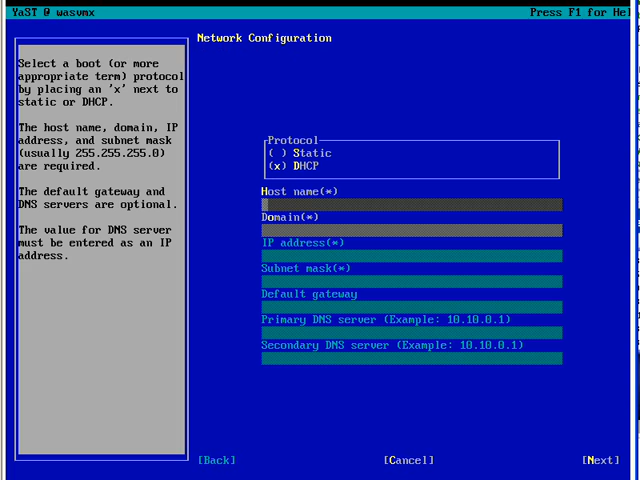 YaST @ wasvmx Press F1 for Hel
Network Configuration
Select a boot (or more
appropriate term) protocol
by placing an 'x' next to
static or DHCP.
The host name, domain, IP
address, and subnet mask
(usually 255.255.255.0)
are required.
The default gateway and
DNS servers are optional.
The value for DNS server
must be entered as an IP
address.
Protocol
( ) Static
(x) DHCP
Host name(*)
Domain(*)
IP address(*)
Subnet mask(*)
Default gateway
Primary DNS server (Example: 10.10.0.1)
Secondary DNS server (Example: 10.10.0.1)
[Back] [Cancel] [Next]